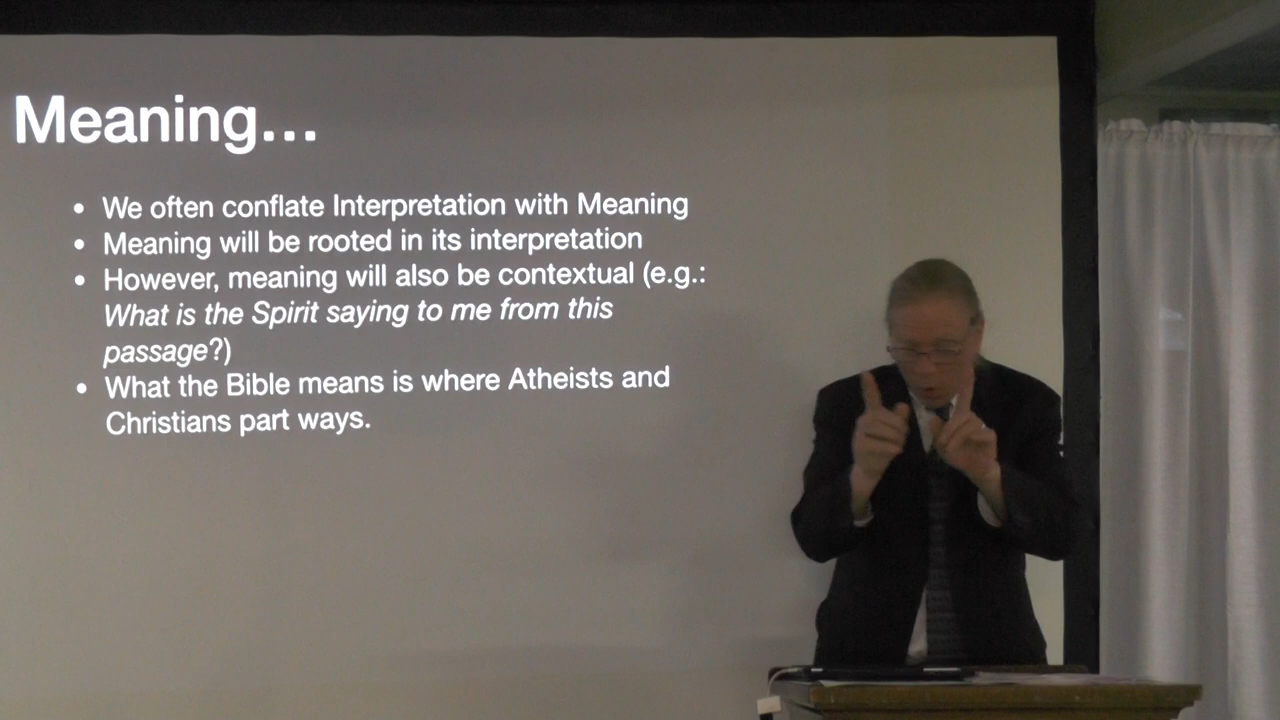 Meaning...
• We often conflate Interpretation with Meaning
• Meaning will be rooted in its interpretation
• However, meaning will also be contextual (e.g.:
What is the Spirit saying to me from this
passage?)
• What the Bible means is where Atheists and
Christians part ways.